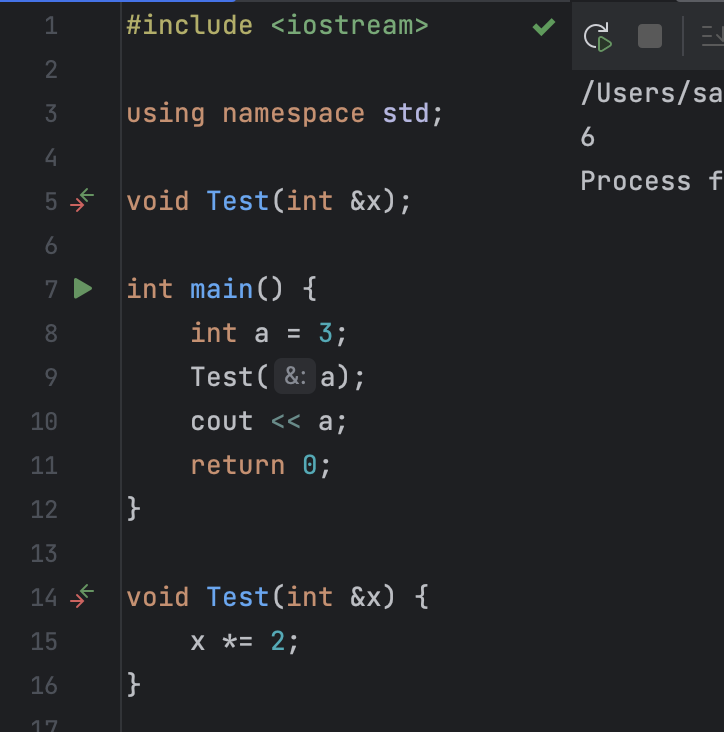 1 #include <iostream>
2
3 using namespace std;
4
5 void Test(int &x);
6
7 int main() {
8     int a = 3;
9     Test(&: a);
10     cout << a;
11     return 0;
12 }
13
14 void Test(int &x) {
15     x *= 2;
16 }
17
/Users/sa
6
Process f